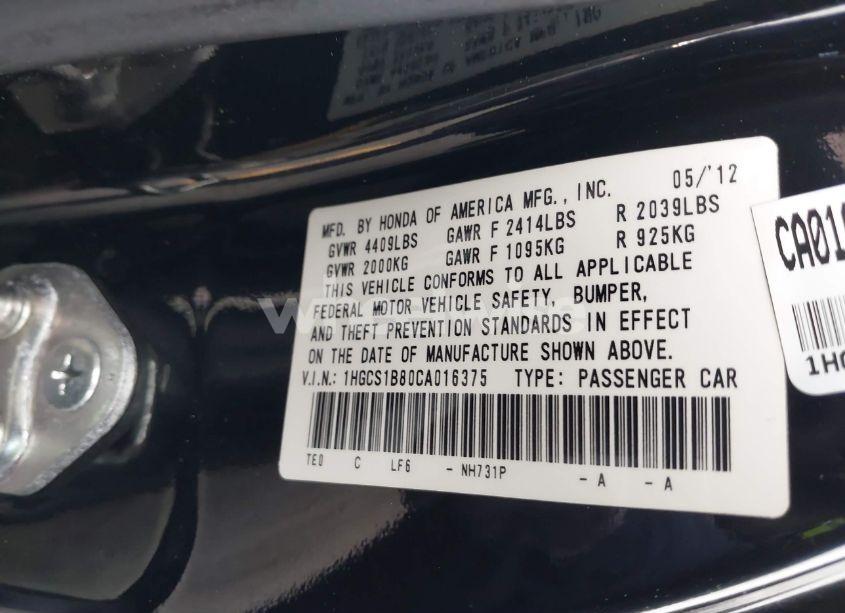 05/'12
MFD. BY HONDA OF AMERICA MFG., INC.
GVWR 4409LBS GAWR F 2414LBS R 2039LBS
GVWR 2000KG GAWR F 1095KG R 925KG
THIS VEHICLE CONFORMS TO ALL APPLICABLE
FEDERAL MOTOR VEHICLE SAFETY, BUMPER,
AND THEFT PREVENTION STANDARDS IN EFFECT
ON THE DATE OF MANUFACTURE SHOWN ABOVE.
V.I.N.: 1HGCS1B80CA016375 TYPE: PASSENGER CAR
TE0 C LF6 - NH731P - A - A
CA01
1HG